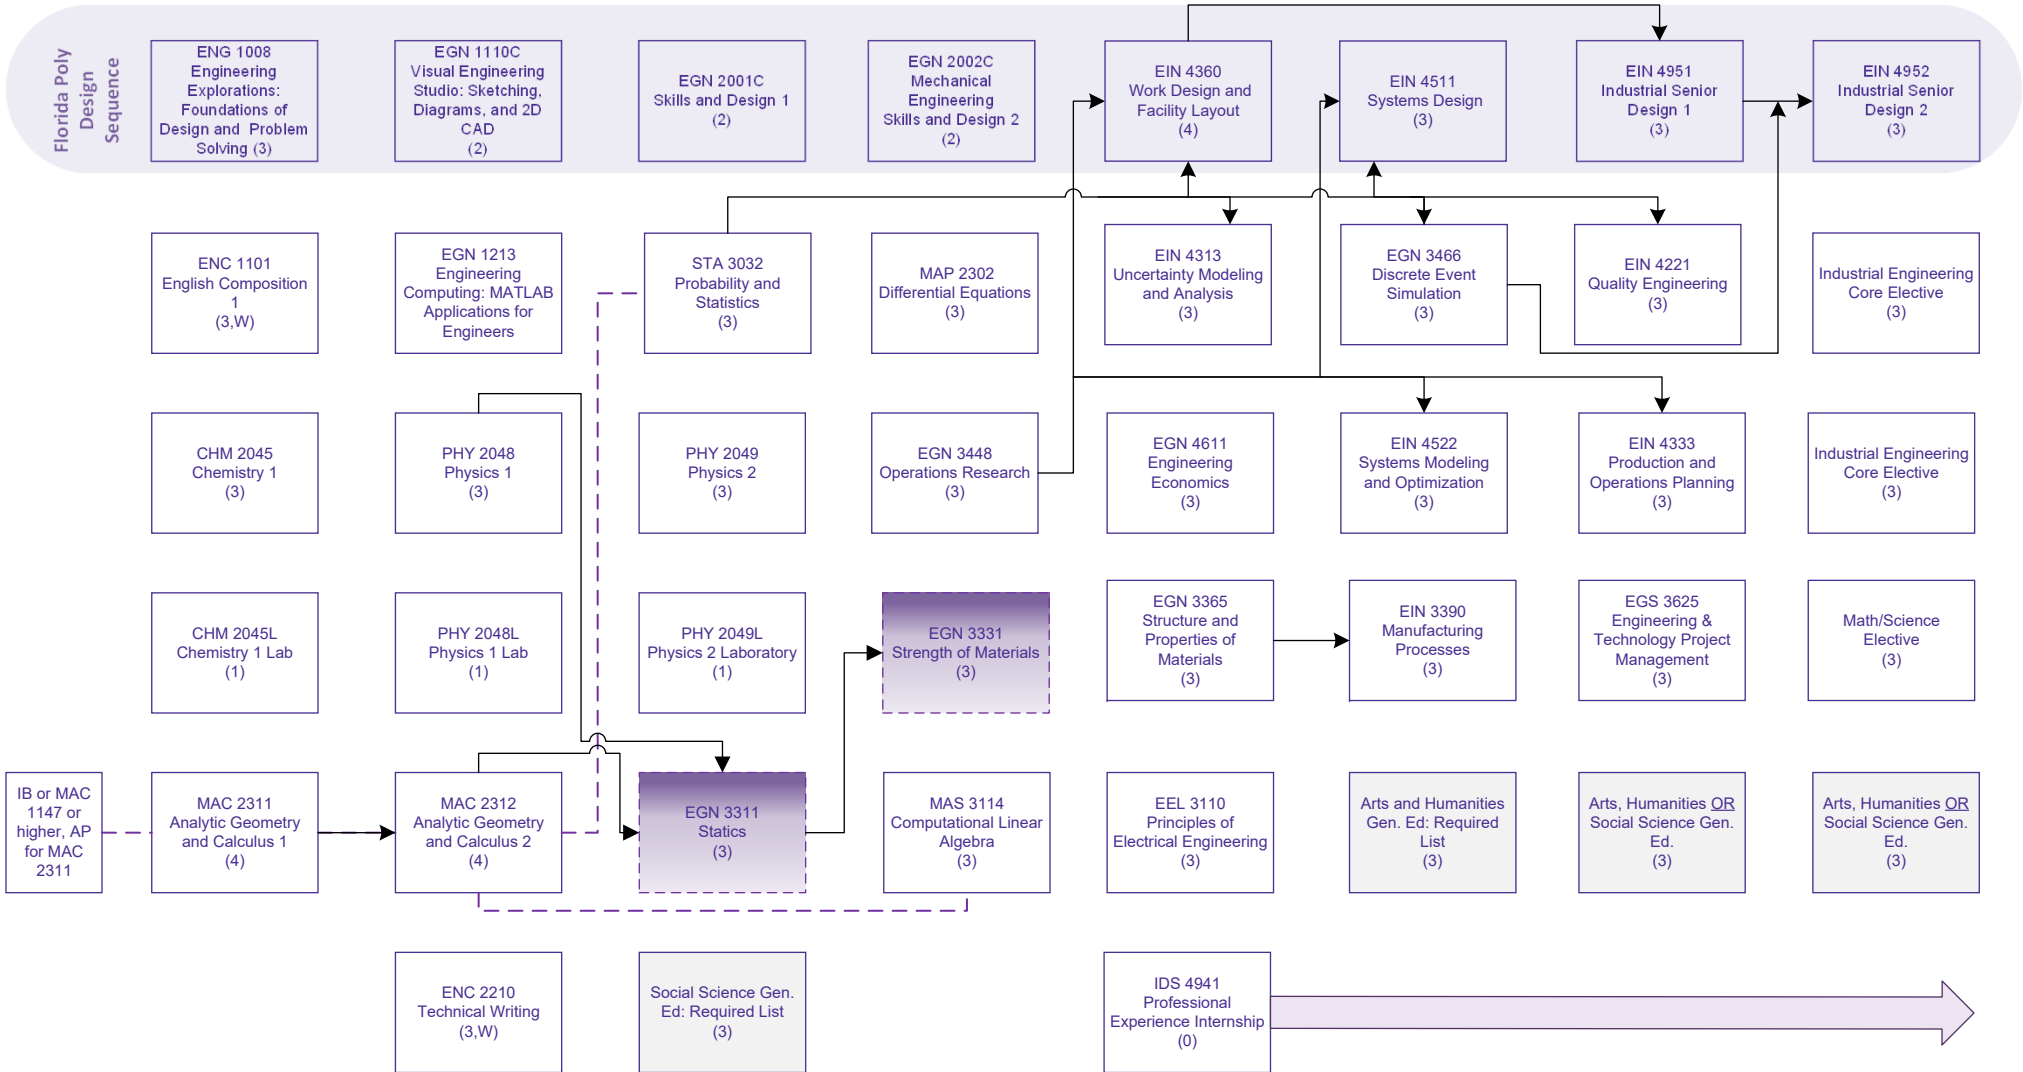 Florida Poly
Design
Sequence
ENG 1008
Engineering
Explorations:
Foundations of
Design and Problem
Solving (3)
EGN 1110C
Visual Engineering
Studio: Sketching,
Diagrams, and 2D
CAD
(2)
EGN 2001C
Skills and Design 1
(2)
EGN 2002C
Mechanical
Engineering
Skills and Design 2
(2)
EIN 4360
Work Design and
Facility Layout
(4)
EIN 4511
Systems Design
(3)
EIN 4951
Industrial Senior
Design 1
(3)
EIN 4952
Industrial Senior
Design 2
(3)
ENC 1101
English Composition
1
(3,W)
EGN 1213
Engineering
Computing: MATLAB
Applications for
Engineers
STA 3032
Probability and
Statistics
(3)
MAP 2302
Differential Equations
(3)
EIN 4313
Uncertainty Modeling
and Analysis
(3)
EGN 3466
Discrete Event
Simulation
(3)
EIN 4221
Quality Engineering
(3)
Industrial Engineering
Core Elective
(3)
CHM 2045
Chemistry 1
(3)
PHY 2048
Physics 1
(3)
PHY 2049
Physics 2
(3)
EGN 3448
Operations Research
(3)
EGN 4611
Engineering
Economics
(3)
EIN 4522
Systems Modeling
and Optimization
(3)
EIN 4333
Production and
Operations Planning
(3)
Industrial Engineering
Core Elective
(3)
CHM 2045L
Chemistry 1 Lab
(1)
PHY 2048L
Physics 1 Lab
(1)
PHY 2049L
Physics 2 Laboratory
(1)
EGN 3331
Strength of Materials
(3)
EGN 3365
Structure and
Properties of
Materials
(3)
EIN 3390
Manufacturing
Processes
(3)
EGS 3625
Engineering &
Technology Project
Management
(3)
Math/Science
Elective
(3)
IB or MAC
1147 or
higher, AP
for MAC
2311
MAC 2311
Analytic Geometry
and Calculus 1
(4)
MAC 2312
Analytic Geometry
and Calculus 2
(4)
EGN 3311
Statics
(3)
MAS 3114
Computational Linear
Algebra
(3)
EEL 3110
Principles of
Electrical Engineering
(3)
Arts and Humanities
Gen. Ed: Required
List
(3)
Arts, Humanities OR
Social Science Gen.
Ed.
(3)
Arts, Humanities OR
Social Science Gen.
Ed.
(3)
ENC 2210
Technical Writing
(3,W)
Social Science Gen.
Ed: Required List
(3)
IDS 4941
Professional
Experience Internship
(0)